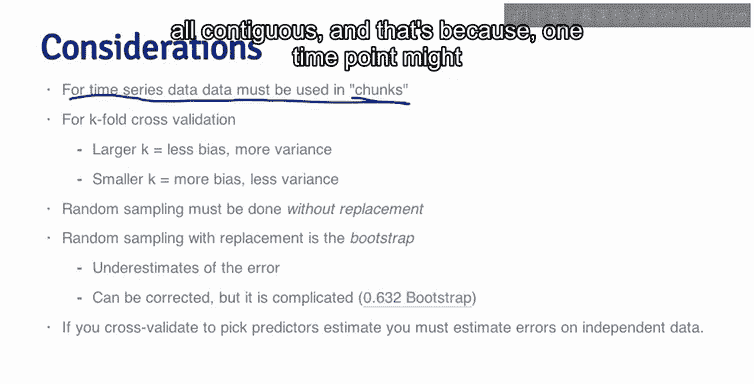 all contiguous, and that's because, one
time point might
Considerations
· For time series data data must be used in "chunks"
· For k-fold cross validation
- Larger k = less bias, more variance
- Smaller k = more bias, less variance
· Random sampling must be done without replacement
· Random sampling with replacement is the bootstrap
- Underestimates of the error
- Can be corrected, but it is complicated (0.632 Bootstrap)
· If you cross-validate to pick predictors estimate you must estimate errors on independent data.